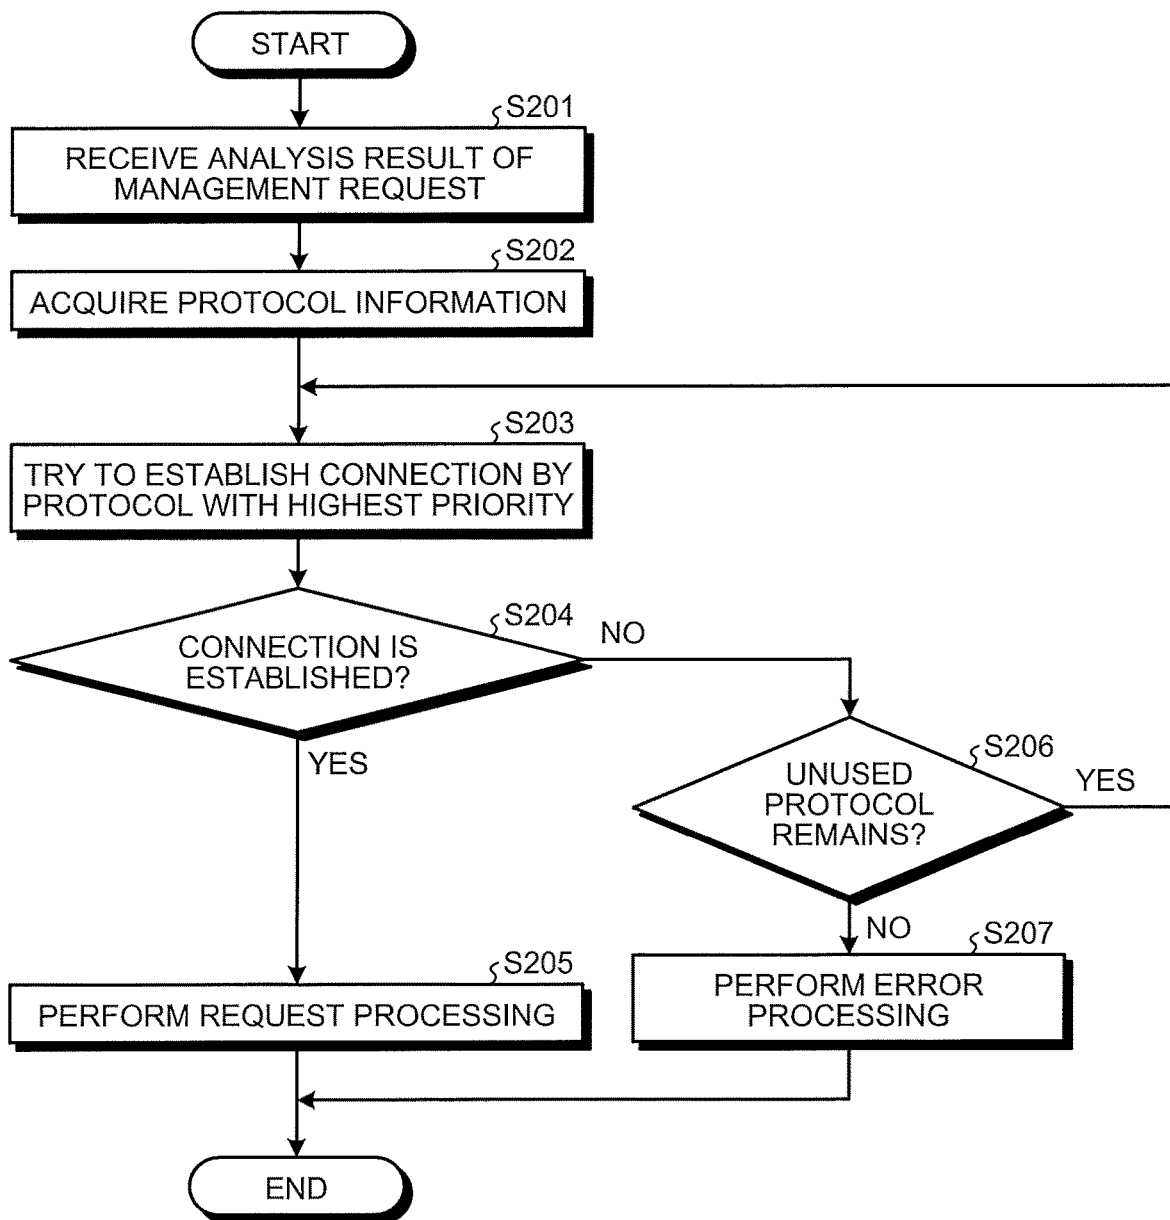 START
S201
RECEIVE ANALYSIS RESULT OF
MANAGEMENT REQUEST
S202
ACQUIRE PROTOCOL INFORMATION
S203
TRY TO ESTABLISH CONNECTION BY
PROTOCOL WITH HIGHEST PRIORITY
S204
CONNECTION IS
ESTABLISHED?
NO
YES
S206
UNUSED
PROTOCOL
REMAINS?
YES
NO
S205
PERFORM REQUEST PROCESSING
S207
PERFORM ERROR
PROCESSING
END